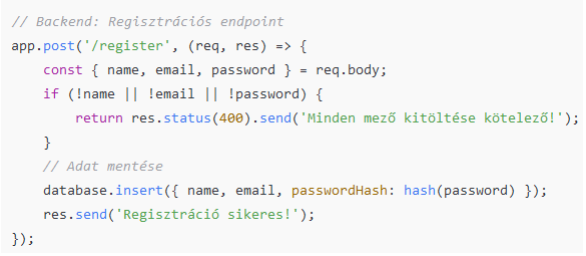 // Backend: Regisztrációs endpoint
app.post('/register', (req, res) => {
    const { name, email, password } = req.body;
    if (!name || !email || !password) {
        return res.status(400).send('Minden mező kitöltése kötelező!');
    }
    // Adat mentése
    database.insert({ name, email, passwordHash: hash(password) });
    res.send('Regisztráció sikeres!');
});